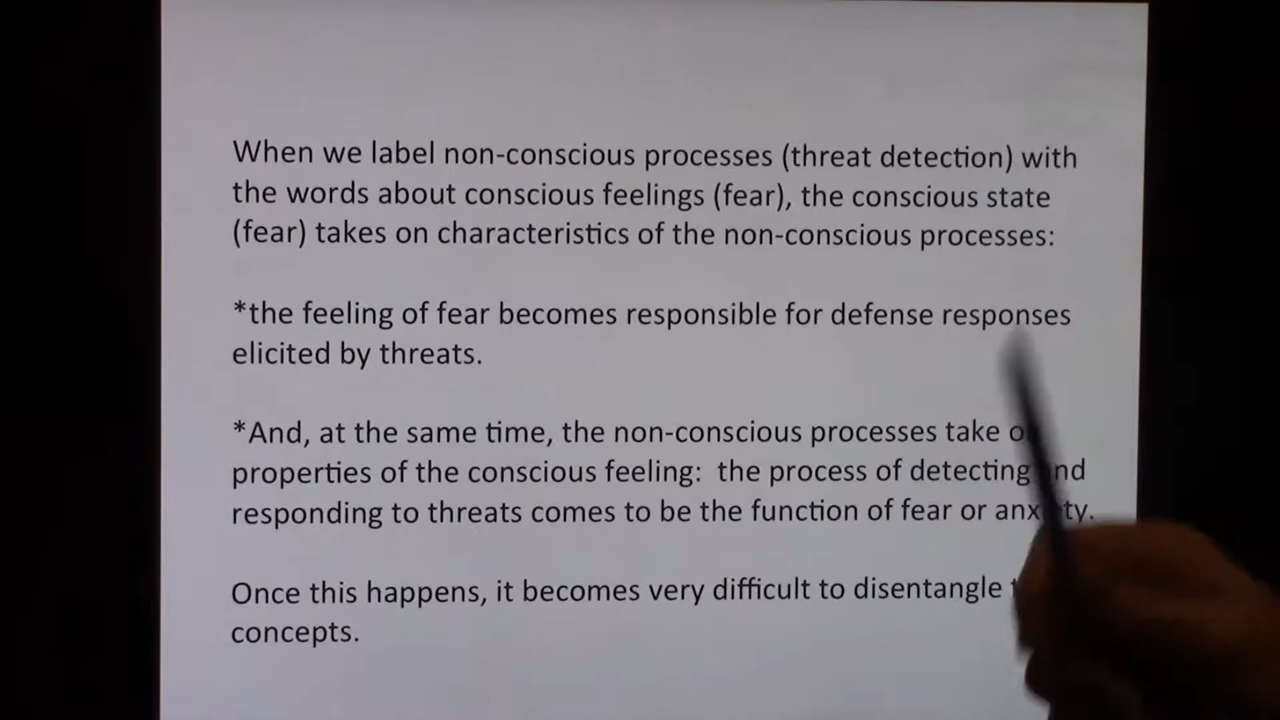 When we label non-conscious processes (threat detection) with
the words about conscious feelings (fear), the conscious state
(fear) takes on characteristics of the non-conscious processes:
*the feeling of fear becomes responsible for defense responses
elicited by threats.
*And, at the same time, the non-conscious processes take
properties of the conscious feeling: the process of detecting and
responding to threats comes to be the function of fear or anxiety.
Once this happens, it becomes very difficult to disentangle
concepts.